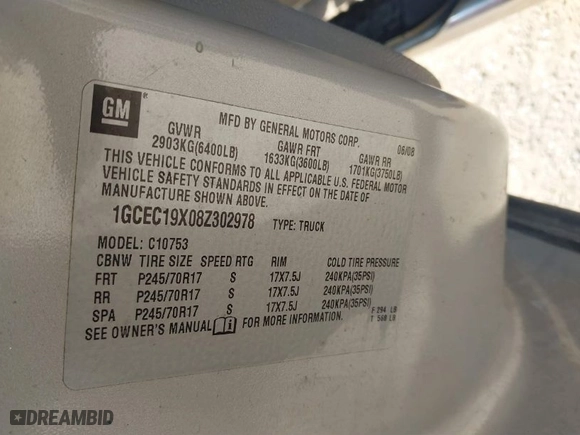 GM ®
MFD BY GENERAL MOTORS CORP. 06/08
GVWR GAWR FRT GAWR RR
2903KG(6400LB) 1633KG(3600LB) 1701KG(3750LB)
THIS VEHICLE CONFORMS TO ALL APPLICABLE U.S. FEDERAL MOTOR
VEHICLE SAFETY STANDARDS IN EFFECT ON THE DATE OF
MANUFACTURE SHOWN ABOVE.
1GCEC19X08Z302978 TYPE: TRUCK
MODEL: C10753
CBNW TIRE SIZE SPEED RTG RIM COLD TIRE PRESSURE
FRT P245/70R17 S 17X7.5J 240KPA(35PSI)
RR P245/70R17 S 17X7.5J 240KPA(35PSI)
SPA P245/70R17 S 17X7.5J 240KPA(35PSI)
SEE OWNER'S MANUAL i FOR MORE INFORMATION.
F 294 LB
T 560 LB
DREAMBID